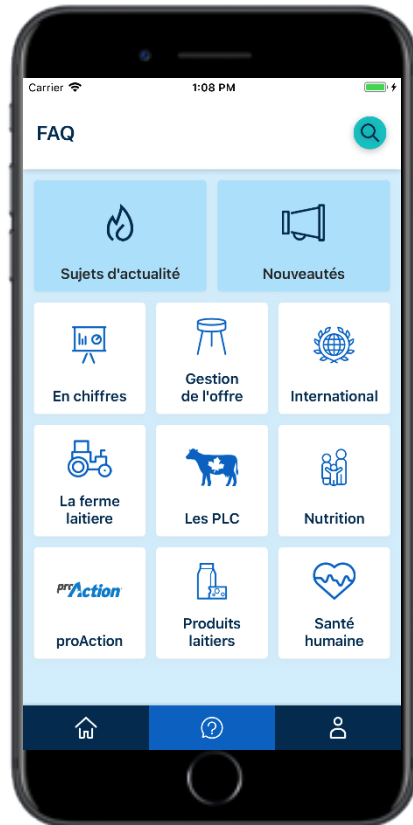 Carrier 1:08 PM
FAQ
Sujets d'actualité
Nouveautés
En chiffres
Gestion
de l'offre
International
La ferme
laitiere
Les PLC
Nutrition
proAction
proAction
Produits
laitiers
Santé
humaine